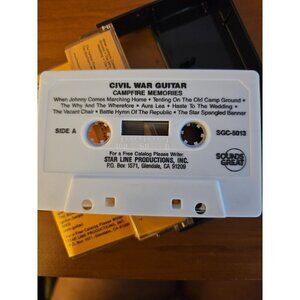 CIVIL WAR GUITAR
CAMPFIRE MEMORIES
When Johnny Comes Marching Home • Tenting On The Old Camp Ground •
The Why And The Wherefore • Aura Lea • Haste To The Wedding •
The Vacant Chair • Battle Hymn Of The Republic • The Star Spangled Banner
SIDE A
SGC-5013
For a Free Catalog Please Write:
STAR LINE PRODUCTIONS, INC.
P.O. Box 1571, Glendale, CA 91209
SOUNDS
GREAT